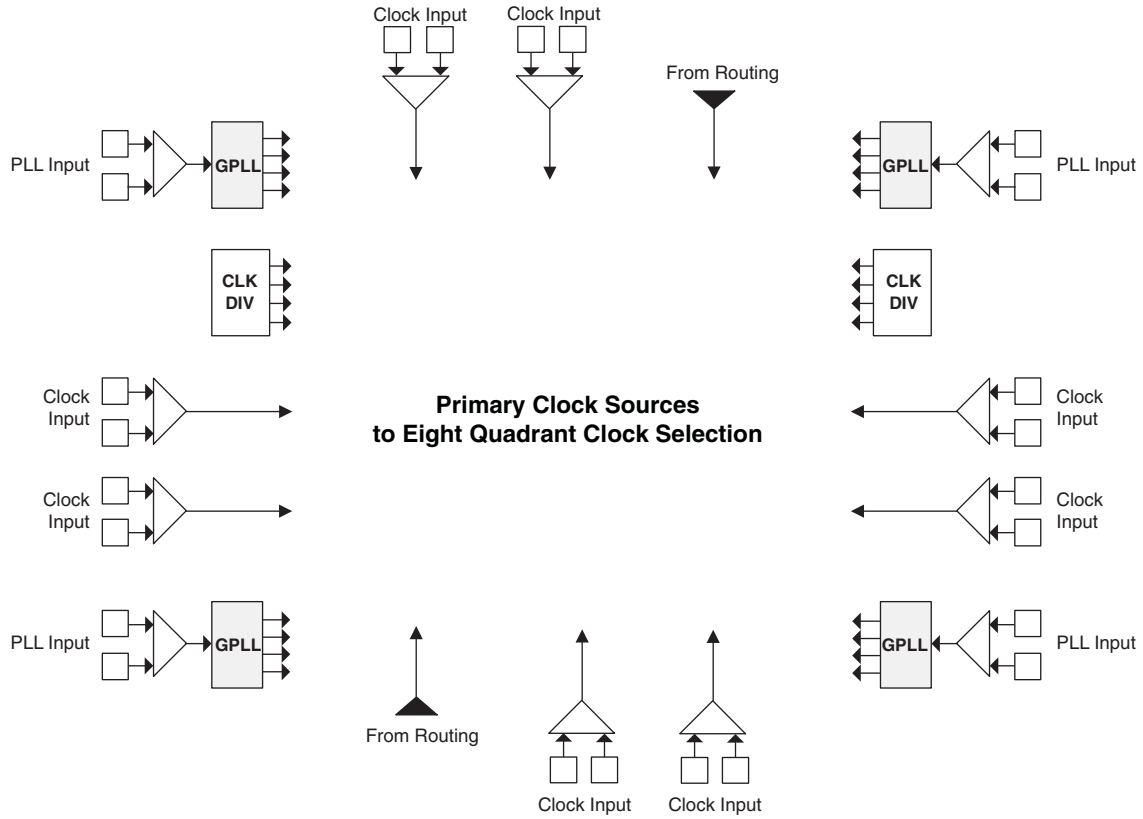 Clock Input
Clock Input
From Routing
PLL Input
GPLL
GPLL
PLL Input
CLK
DIV
CLK
DIV
Clock
Input
Primary Clock Sources
to Eight Quadrant Clock Selection
Clock
Input
Clock
Input
Clock
Input
PLL Input
GPLL
GPLL
PLL Input
From Routing
Clock Input
Clock Input